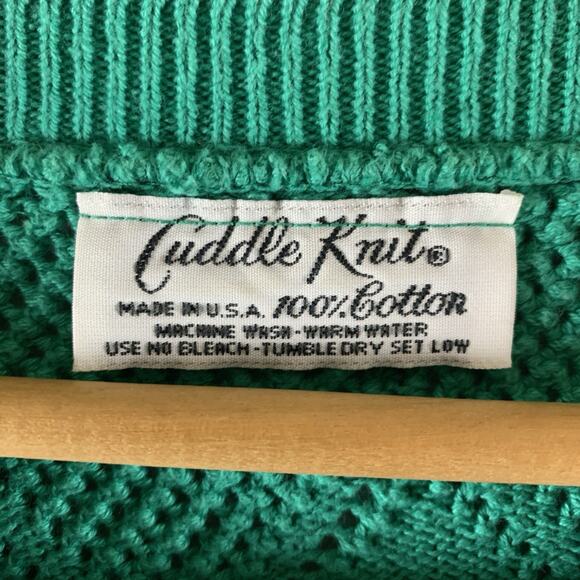 Cuddle Knit®
MADE IN U.S.A. 100% Cotton
MACHINE WASH-WARM WATER
USE NO BLEACH-TUMBLE DRY SET LOW